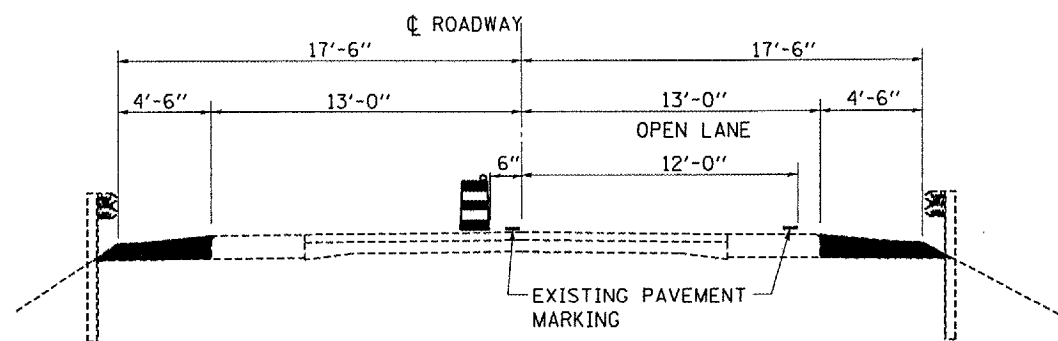 ℄ ROADWAY
17'-6" 17'-6"
4'-6" 13'-0" 13'-0" 4'-6"
OPEN LANE
6" 12'-0"
EXISTING PAVEMENT
MARKING